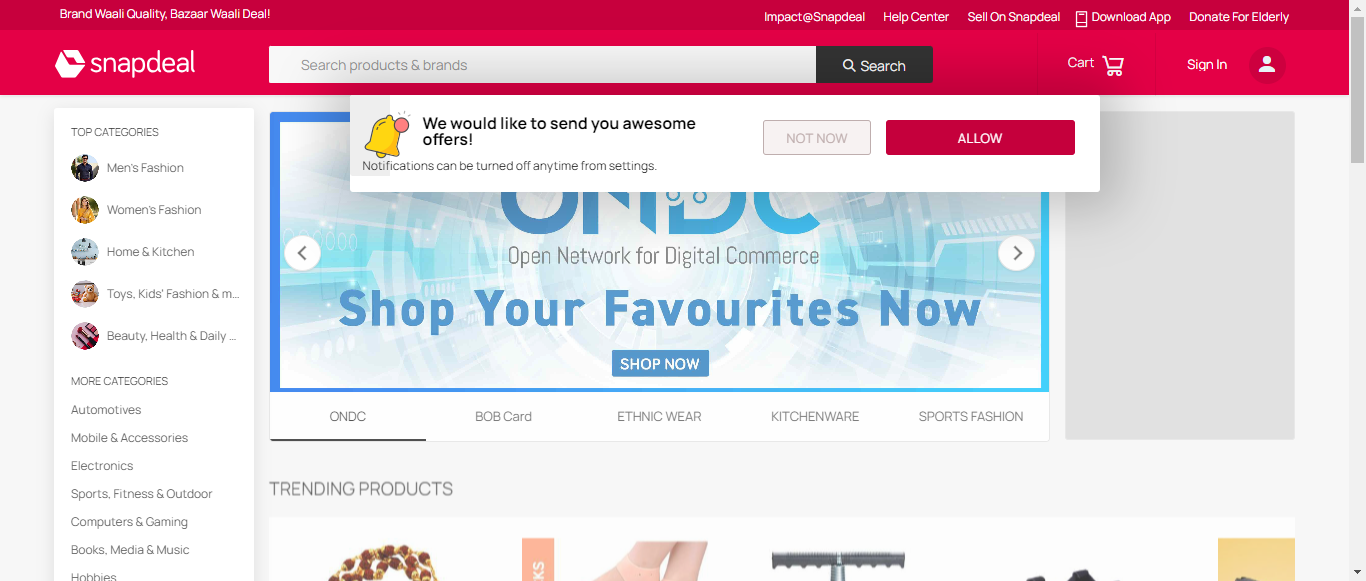 Brand Waali Quality, Bazaar Waali Deal!
Impact@Snapdeal
Help Center
Sell On Snapdeal
Download App
Donate For Elderly
snapdeal
Search products & brands
Search
Cart
Sign In
We would like to send you awesome
offers!
Notifications can be turned off anytime from settings.
NOT NOW
ALLOW
TOP CATEGORIES
Men's Fashion
Women's Fashion
Home & Kitchen
Toys, Kids' Fashion & m...
Beauty, Health & Daily ...
MORE CATEGORIES
Automotives
Mobile & Accessories
Electronics
Sports, Fitness & Outdoor
Computers & Gaming
Books, Media & Music
Hobbies
ONDC
Open Network for Digital Commerce
Shop Your Favourites Now
SHOP NOW
ONDC
BOB Card
ETHNIC WEAR
KITCHENWARE
SPORTS FASHION
TRENDING PRODUCTS